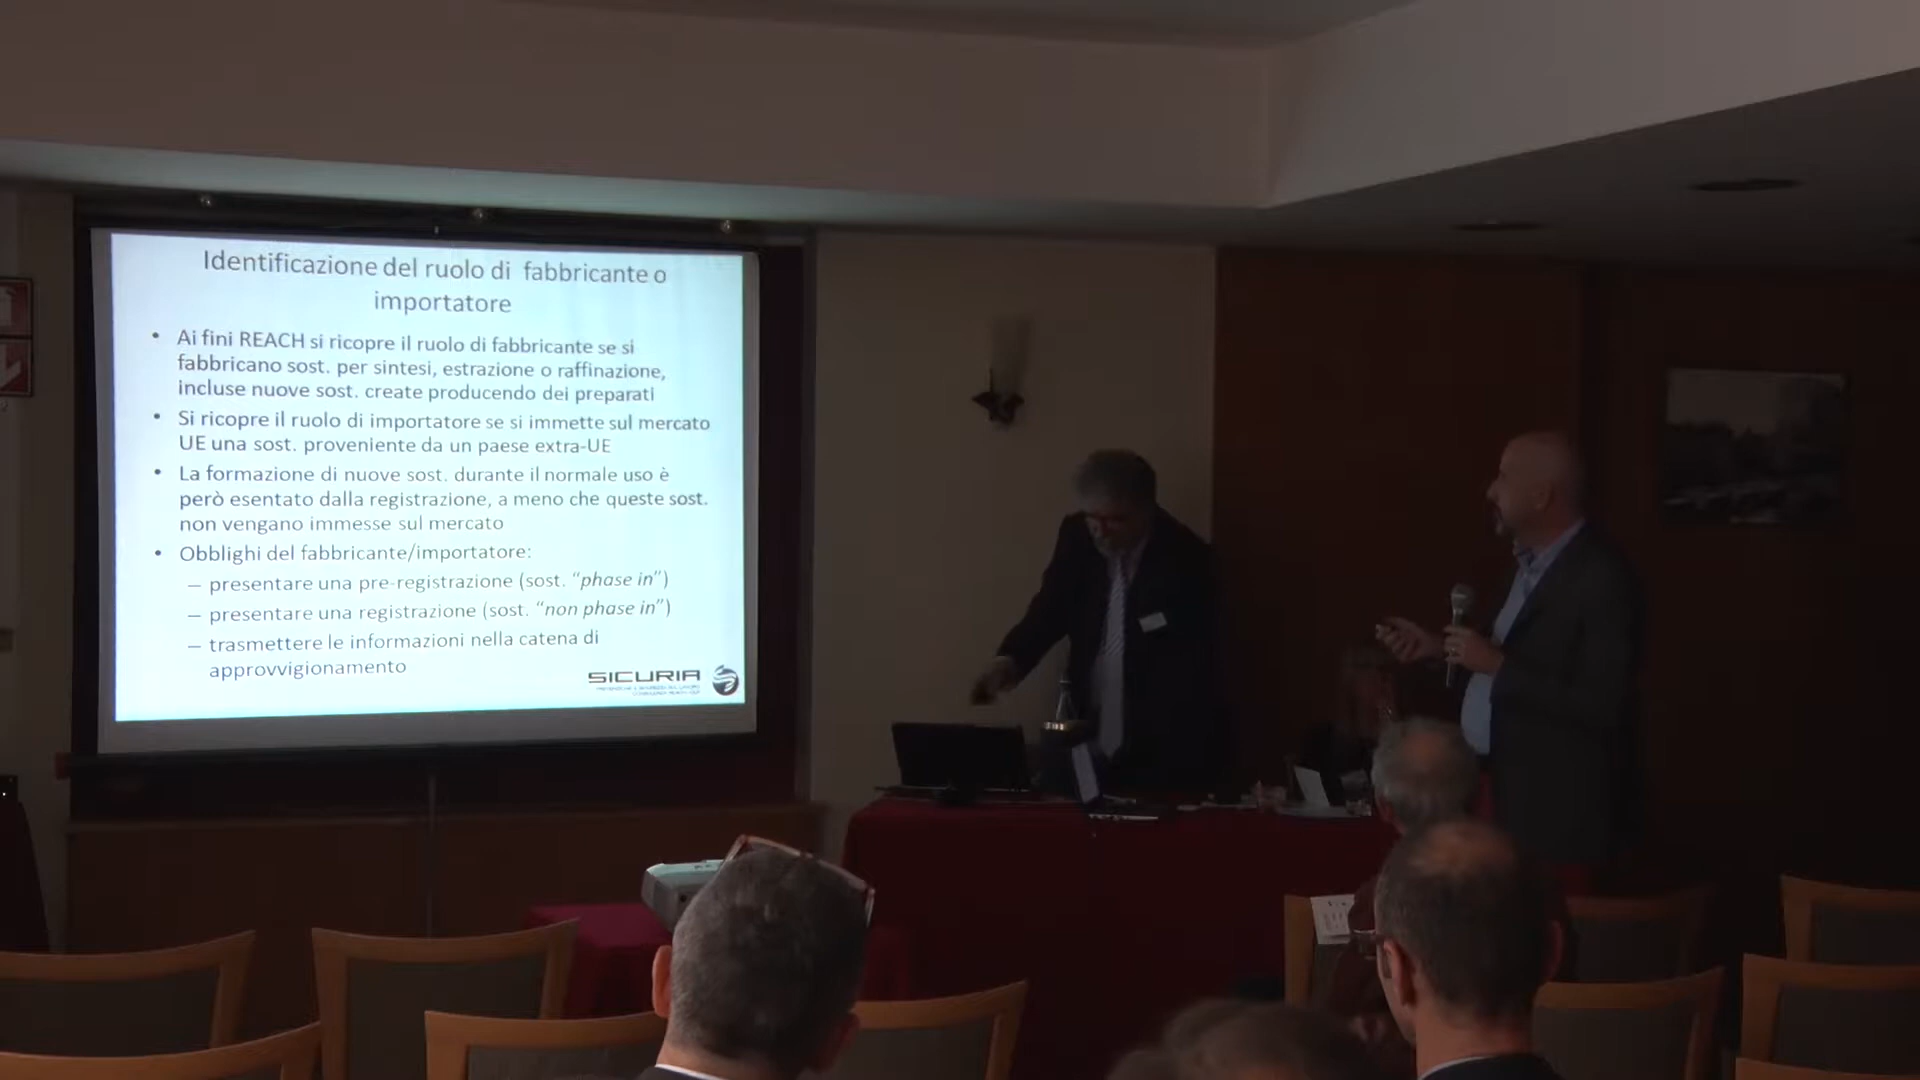 Identificazione del ruolo di fabbricante o
importatore
• Ai fini REACH si ricopre il ruolo di fabbricante se si
fabbricano sost. per sintesi, estrazione o raffinazione,
incluse nuove sost. create producendo dei preparati
• Si ricopre il ruolo di importatore se si immette sul mercato
UE una sost. proveniente da un paese extra-UE
• La formazione di nuove sost. durante il normale uso è
però esentato dalla registrazione, a meno che queste sost.
non vengano immesse sul mercato
• Obblighi del fabbricante/importatore:
– presentare una pre-registrazione (sost. “phase in”)
– presentare una registrazione (sost. “non phase in”)
– trasmettere le informazioni nella catena di
approvvigionamento
SICURIA